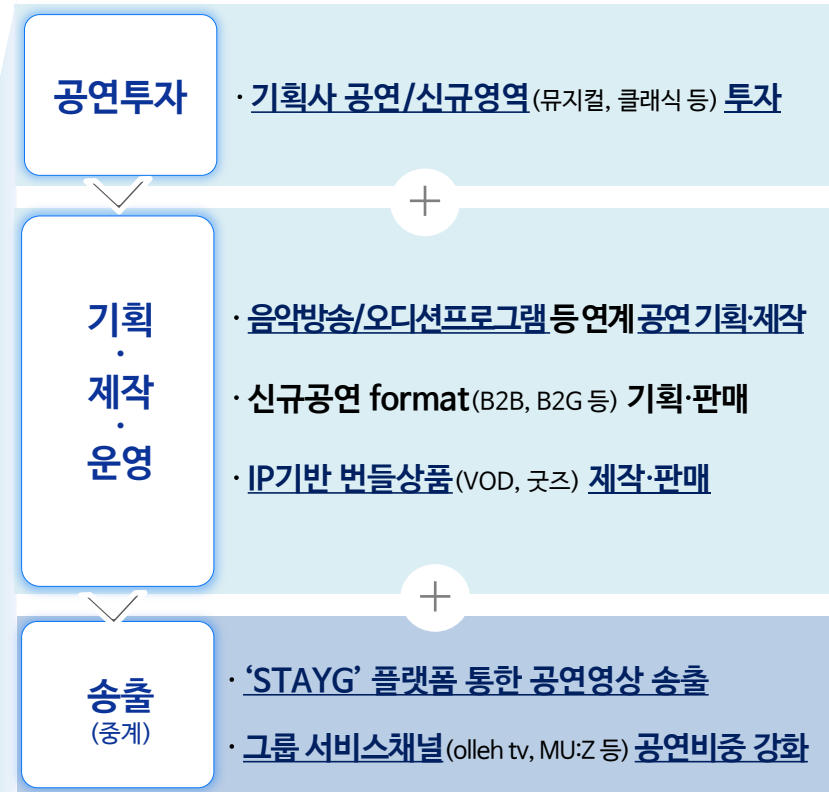 공연투자
· 기획사 공연/신규영역(뮤지컬, 클래식 등) 투자
+
기획
·
제작
·
운영
· 음악방송/오디션프로그램 등 연계 공연 기획·제작
· 신규공연 format(B2B, B2G 등) 기획·판매
· IP기반 번들상품(VOD, 굿즈) 제작·판매
+
송출
(중계)
· ‘STAYG’ 플랫폼 통한 공연영상 송출
· 그룹 서비스채널(olleh tv, MU:Z 등) 공연비중 강화